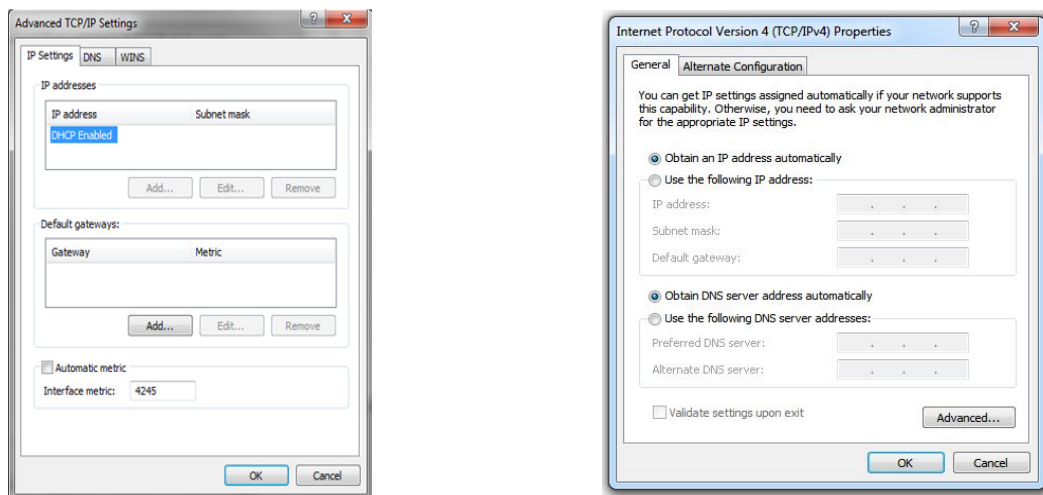 Advanced TCP/IP Settings
IP Settings DNS WINS
IP addresses
IP address Subnet mask
DHCP Enabled
Add... Edit... Remove
Default gateways:
Gateway Metric
Add... Edit... Remove
Automatic metric
Interface metric: 4245
OK Cancel
Internet Protocol Version 4 (TCP/IPv4) Properties
General Alternate Configuration
You can get IP settings assigned automatically if your network supports
this capability. Otherwise, you need to ask your network administrator
for the appropriate IP settings.
Obtain an IP address automatically
Use the following IP address:
IP address:
Subnet mask:
Default gateway:
Obtain DNS server address automatically
Use the following DNS server addresses:
Preferred DNS server:
Alternate DNS server:
Validate settings upon exit
Advanced...
OK Cancel